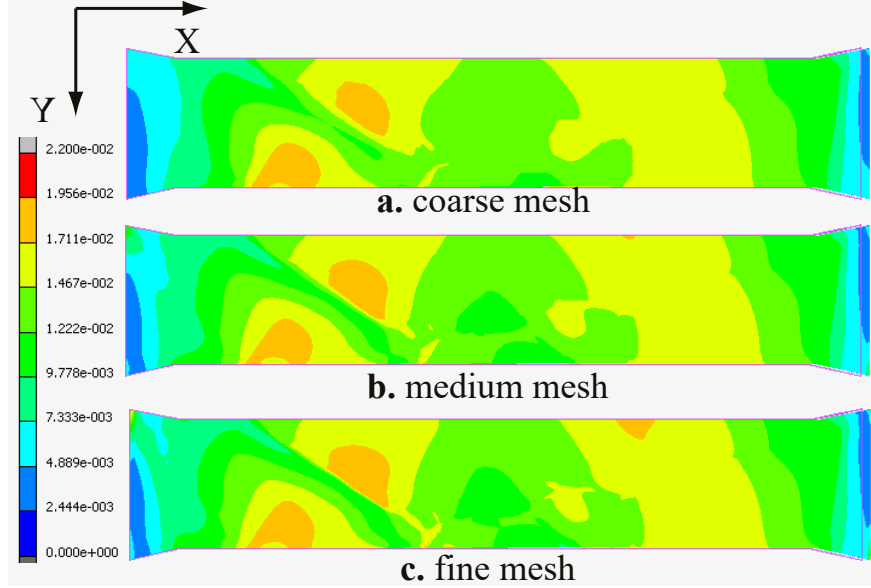 X
Y
2.200e-002
1.956e-002
1.711e-002
1.467e-002
1.222e-002
9.778e-003
7.333e-003
4.889e-003
2.444e-003
0.000e+000
a. coarse mesh
b. medium mesh
c. fine mesh